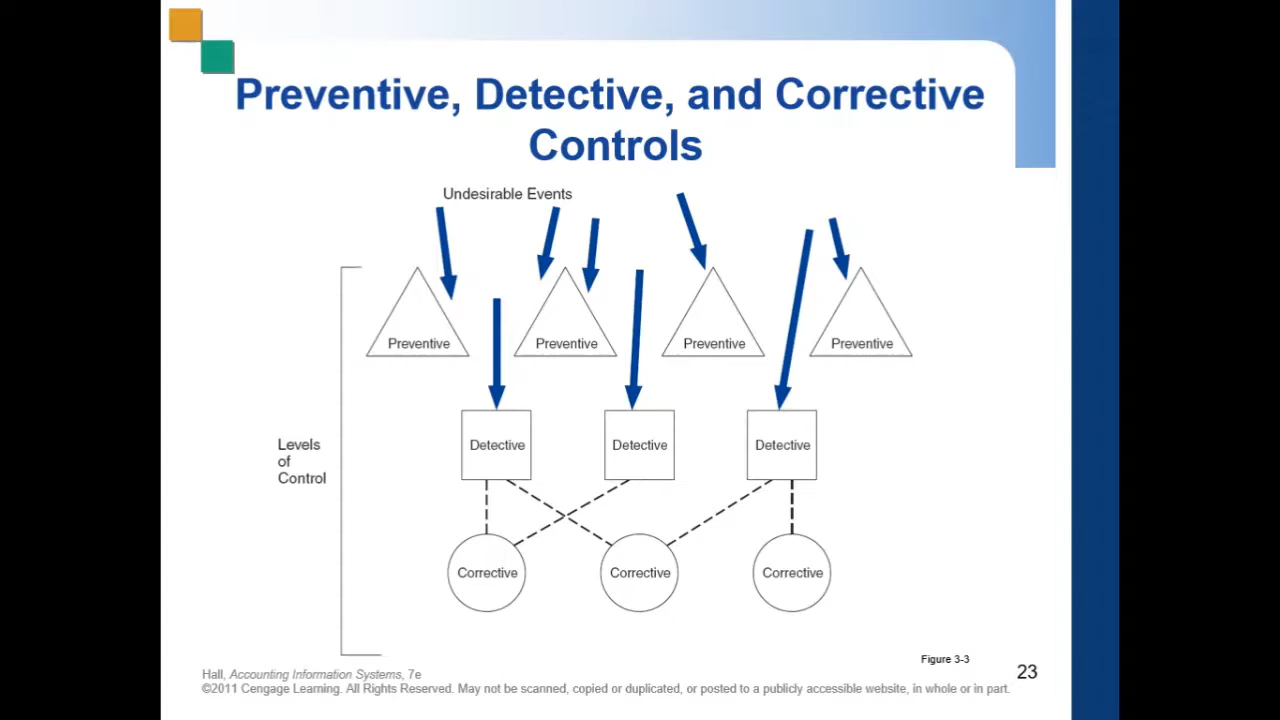 Preventive, Detective, and Corrective
Controls
Undesirable Events
Preventive
Preventive
Preventive
Preventive
Levels
of
Control
Detective
Detective
Detective
Corrective
Corrective
Corrective
Figure 3-3
Hall, Accounting Information Systems, 7e
©2011 Cengage Learning. All Rights Reserved. May not be scanned, copied or duplicated, or posted to a publicly accessible website, in whole or in part.
23